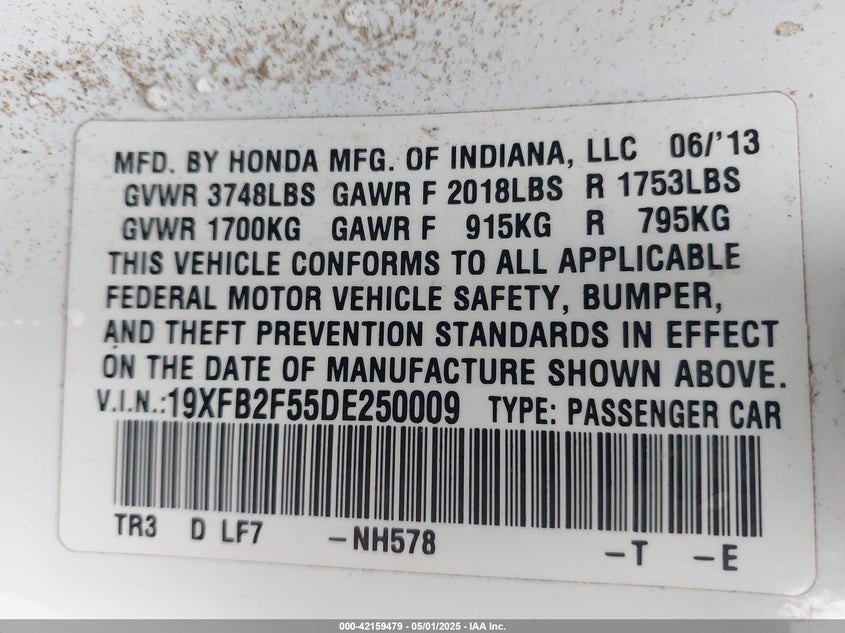 MFD. BY HONDA MFG. OF INDIANA, LLC 06/'13
GVWR 3748LBS GAWR F 2018LBS R 1753LBS
GVWR 1700KG GAWR F 915KG R 795KG
THIS VEHICLE CONFORMS TO ALL APPLICABLE
FEDERAL MOTOR VEHICLE SAFETY, BUMPER,
AND THEFT PREVENTION STANDARDS IN EFFECT
ON THE DATE OF MANUFACTURE SHOWN ABOVE.
V.I.N.:19XFB2F55DE250009 TYPE: PASSENGER CAR
TR3 D LF7 -NH578 -T -E
000-42159479 - 05/01/2025 - IAA Inc.